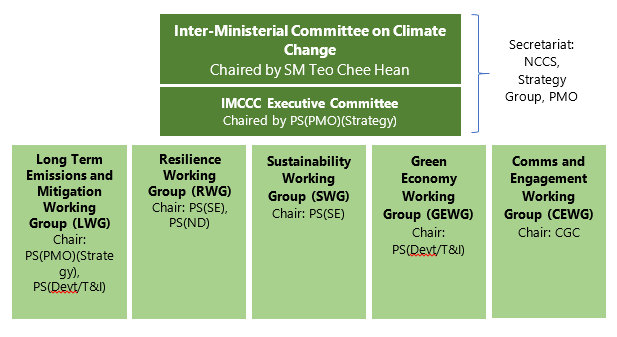 Inter-Ministerial Committee on Climate
Change
Chaired by SM Teo Chee Hean
IMCCC Executive Committee
Chaired by PS(PMO)(Strategy)
Secretariat:
NCCS,
Strategy
Group, PMO
Long Term
Emissions and
Mitigation
Working
Group (LWG)
Chair:
PS(PMO)(Strate
gy),
PS(Devt/T&I)
Resilience
Working
Group (RWG)
Chair: PS(SE),
PS(ND)
Sustainability
Working
Group (SWG)
Chair: PS(SE)
Green
Economy
Working
Group (GEWG)
Chair:
PS(Devt/T&I)
Comms and
Engagement
Working
Group (CEWG)
Chair: CGC